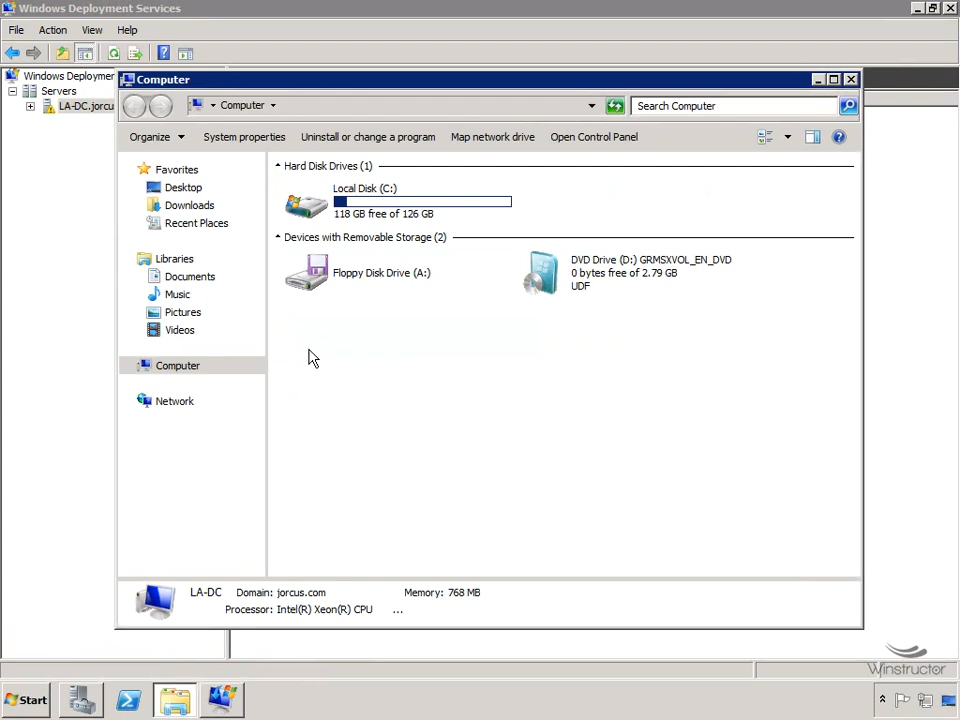 Windows Deployment Services
File Action View Help
Windows Deploymen
Servers
LA-DC.jorcus
Computer
Computer
Search Computer
Organize System properties Uninstall or change a program Map network drive Open Control Panel
Favorites
Desktop
Downloads
Recent Places
Libraries
Documents
Music
Pictures
Videos
Computer
Network
Hard Disk Drives (1)
Local Disk (C:)
118 GB free of 126 GB
Devices with Removable Storage (2)
Floppy Disk Drive (A:)
DVD Drive (D:) GRMSXVOL_EN_DVD
0 bytes free of 2.79 GB
UDF
LA-DC Domain: jorcus.com Memory: 768 MB
Processor: Intel(R) Xeon(R) CPU ...
Winstructor
Start